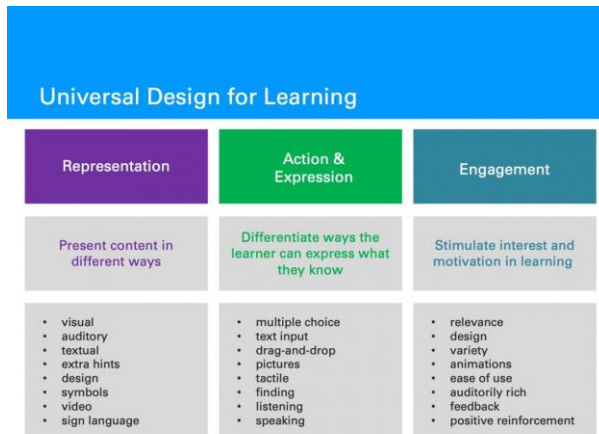 Universal Design for Learning
Representation
Present content in
different ways
• visual
• auditory
• textual
• extra hints
• design
• symbols
• video
• sign language
Action &
Expression
Differentiate ways the
learner can express what
they know
• multiple choice
• text input
• drag-and-drop
• pictures
• tactile
• finding
• listening
• speaking
Engagement
Stimulate interest and
motivation in learning
• relevance
• design
• variety
• animations
• ease of use
• auditorily rich
• feedback
• positive reinforcement